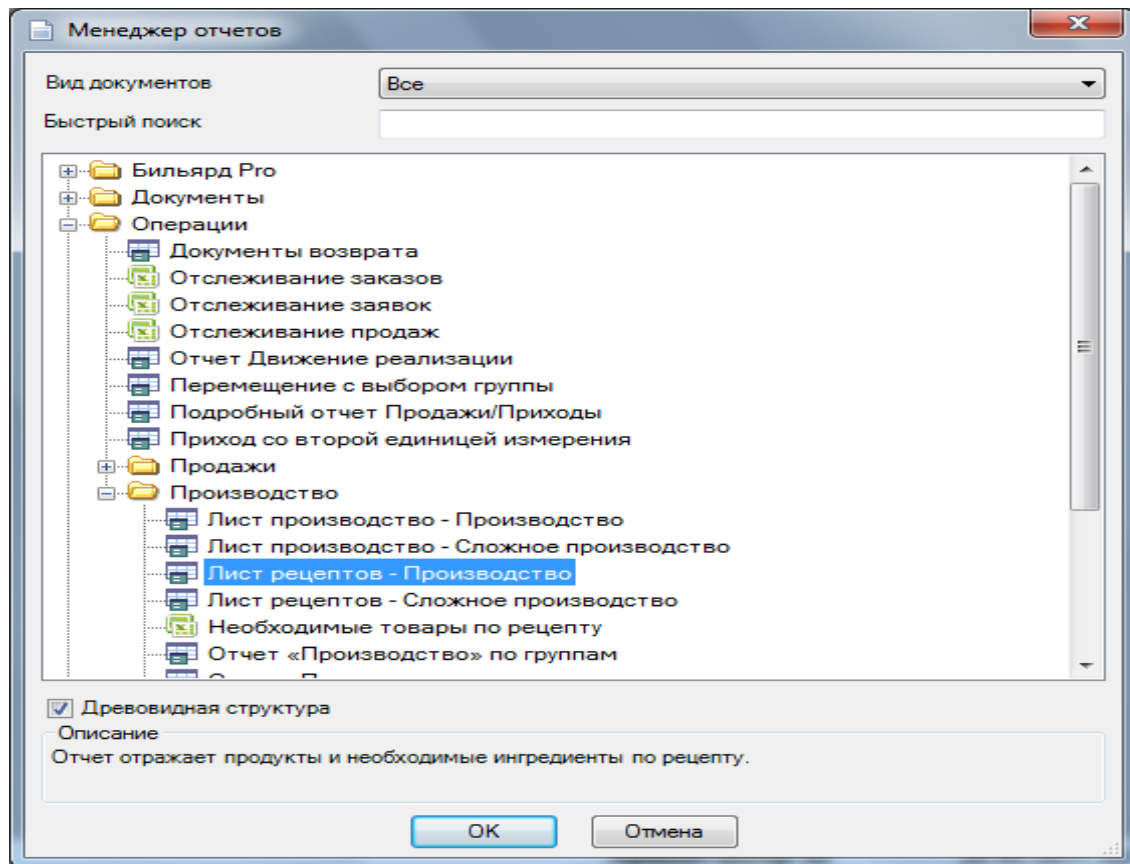 Менеджер отчетов
Вид документов Все
Быстрый поиск
Бильярд Pro
Документы
Операции
Документы возврата
Отслеживание заказов
Отслеживание заявок
Отслеживание продаж
Отчет Движение реализации
Перемещение с выбором группы
Подробный отчет Продажи/Приходы
Приход со второй единицей измерения
Продажи
Производство
Лист производство - Производство
Лист производство - Сложное производство
Лист рецептов - Производство
Лист рецептов - Сложное производство
Необходимые товары по рецепту
Отчет «Производство» по группам
Древовидная структура
Описание
Отчет отражает продукты и необходимые ингредиенты по рецепту.
OK Отмена